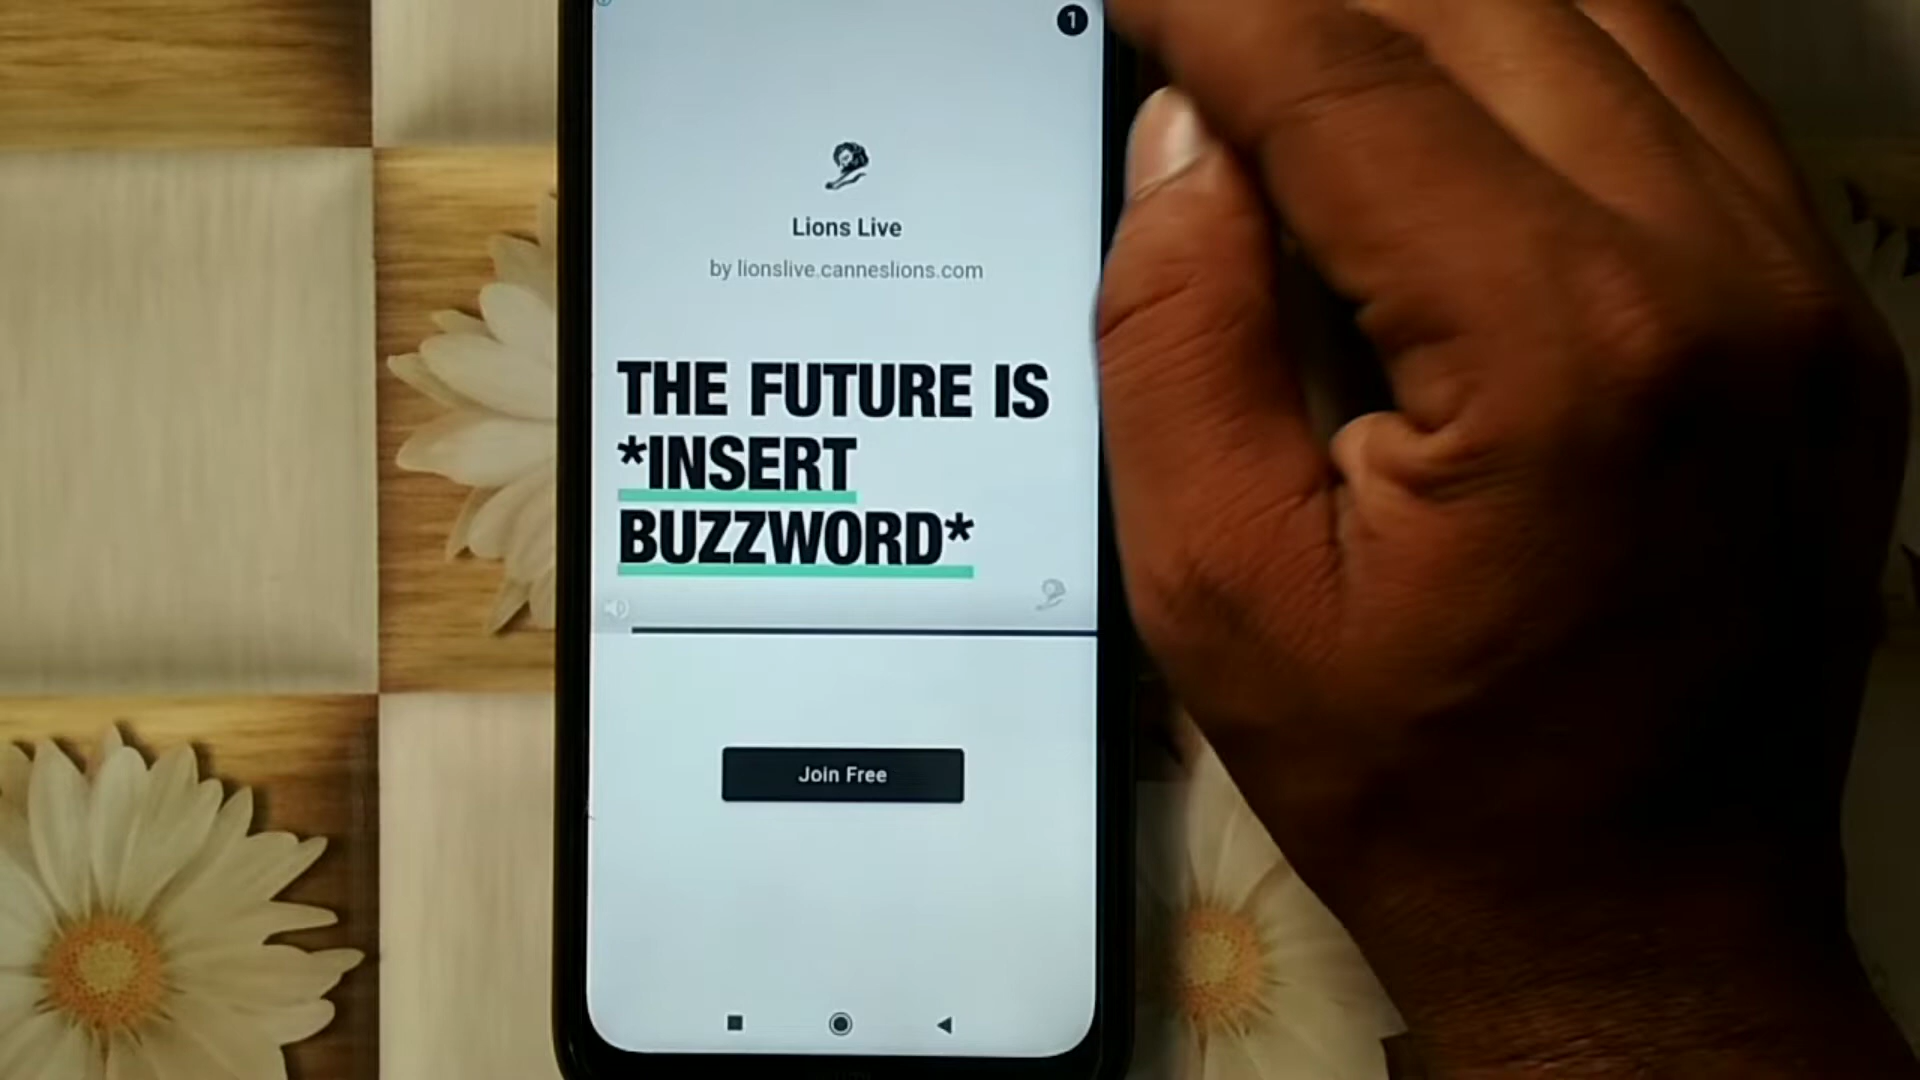 1
Lions Live
by lionslive.canneslions.com
THE FUTURE IS
*INSERT
BUZZWORD*
Join Free